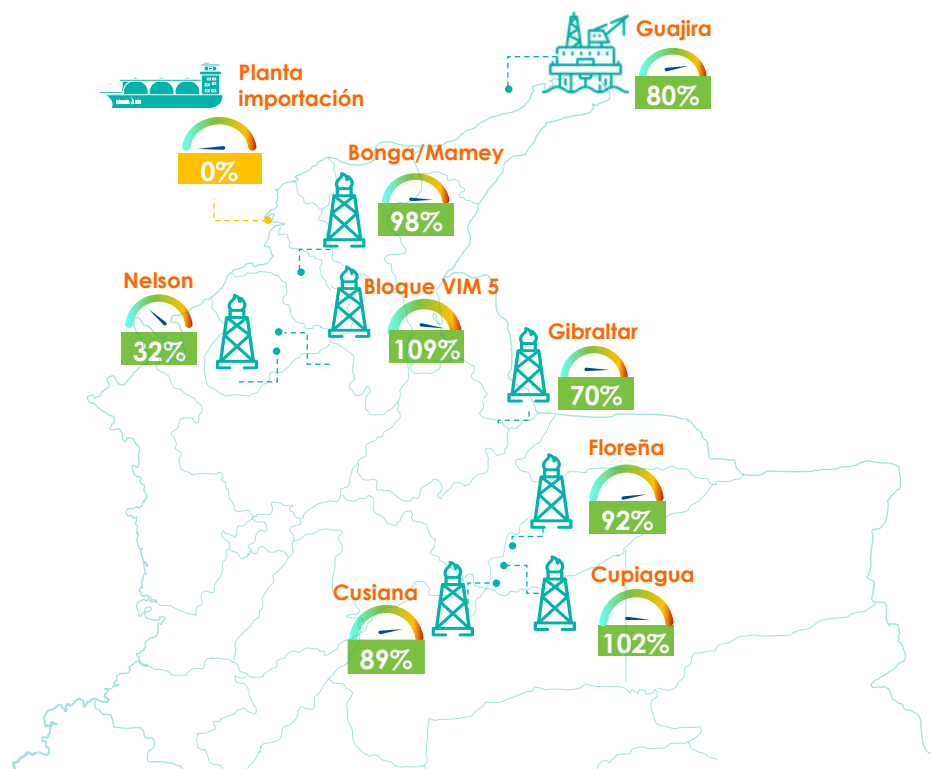 Guajira
80%
Planta
importación
0%
Bonga/Mamey
98%
Nelson
32%
Bloque VIM 5
109%
Gibraltar
70%
Floreña
92%
Cusiana
89%
Cupiagua
102%